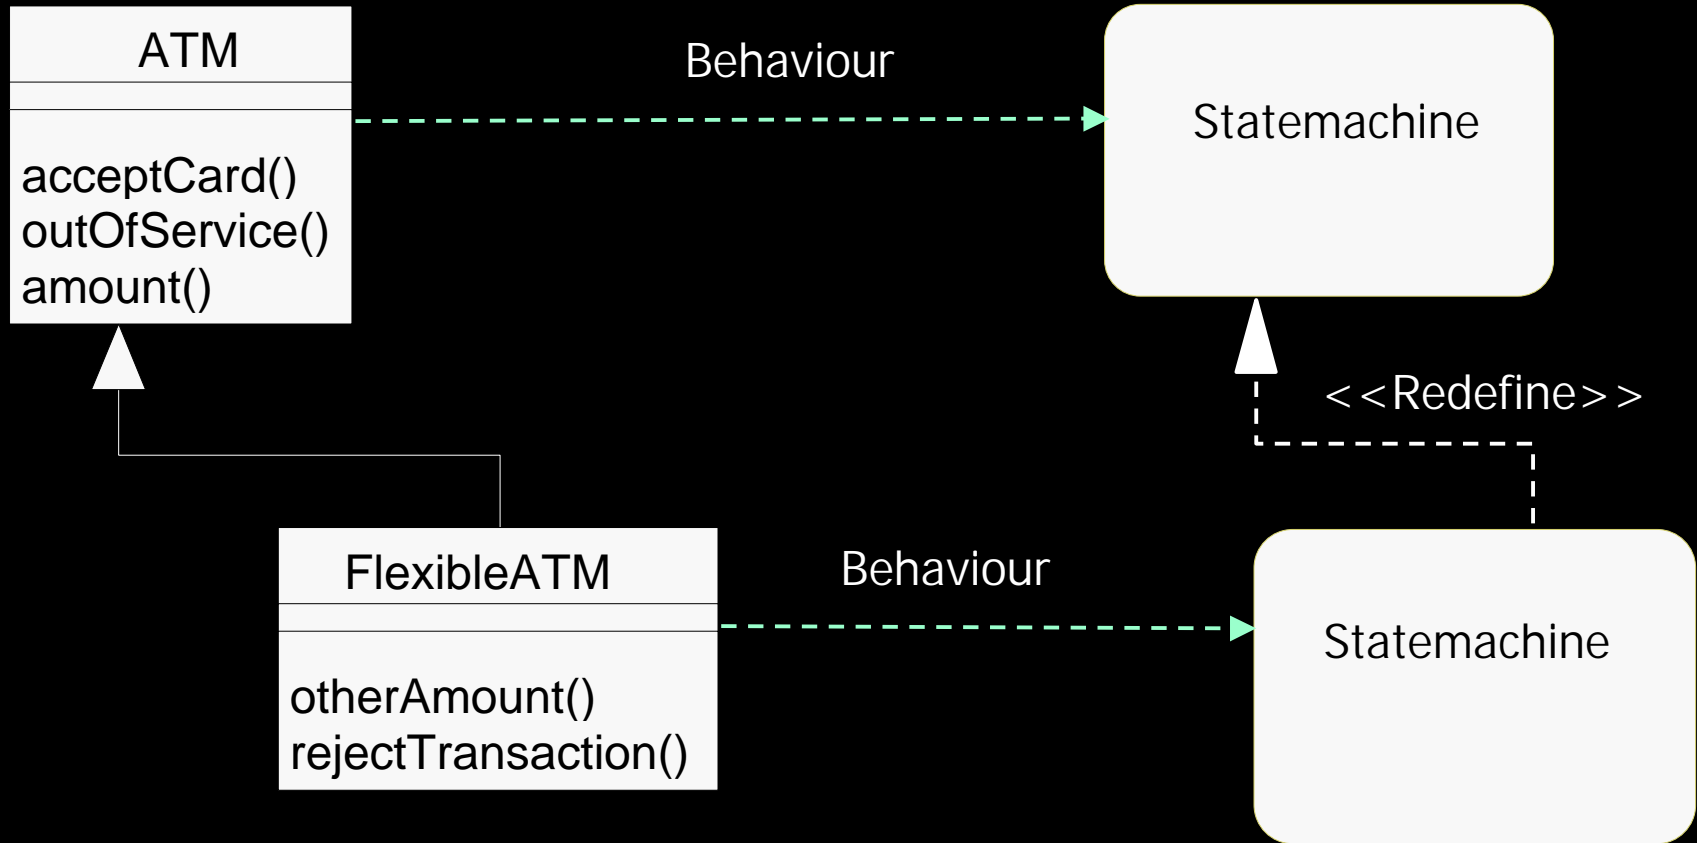 ATM
Behaviour
Statemachine
acceptCard()
outOfService()
amount()
<<Redefine>>
FlexibleATM
Behaviour
Statemachine
otherAmount()
rejectTransaction()